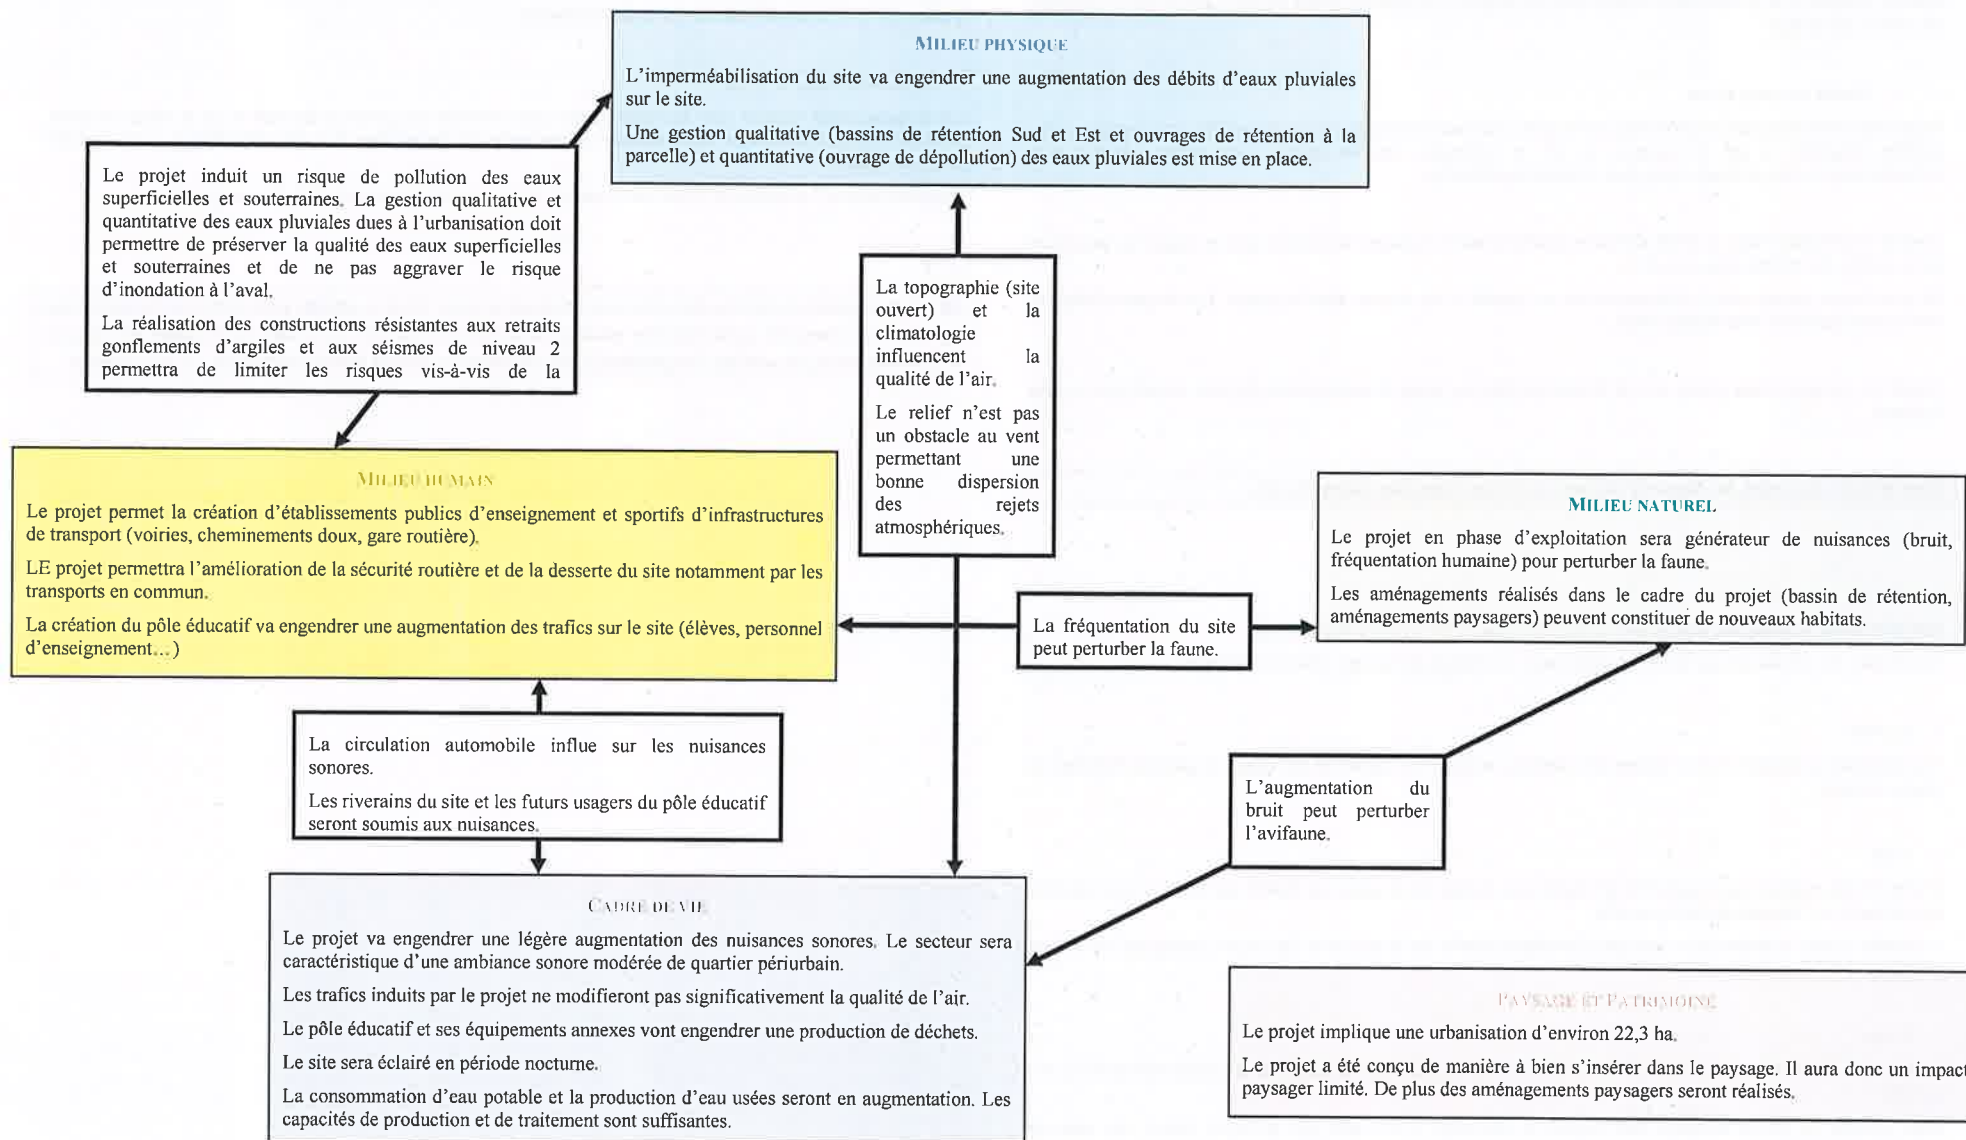 MILIEU PHYSIQUE
L'imperméabilisation du site va engendrer une augmentation des débits d'eaux pluviales
sur le site.
Une gestion qualitative (bassins de rétention Sud et Est et ouvrages de rétention à la
parcelle) et quantitative (ouvrage de dépollution) des eaux pluviales est mise en place.
Le projet induit un risque de pollution des eaux
superficielles et souterraines. La gestion qualitative et
quantitative des eaux pluviales dues à l'urbanisation doit
permettre de préserver la qualité des eaux superficielles
et souterraines et de ne pas aggraver le risque
d'inondation à l'aval.
La réalisation des constructions résistantes aux retraits
gonflements d'argiles et aux séismes de niveau 2
permettra de limiter les risques vis-à-vis de la
La topographie (site
ouvert) et la
climatologie
influencent la
qualité de l'air.
Le relief n'est pas
un obstacle au vent
permettant une
bonne dispersion
des rejets
atmosphériques.
MILIEU HUMAIN
Le projet permet la création d'établissements publics d'enseignement et sportifs d'infrastructures
de transport (voiries, cheminements doux, gare routière).
LE projet permettra l'amélioration de la sécurité routière et de la desserte du site notamment par les
transports en commun.
La création du pôle éducatif va engendrer une augmentation des trafics sur le site (élèves, personnel
d'enseignement...)
MILIEU NATUREL
Le projet en phase d'exploitation sera générateur de nuisances (bruit,
fréquentation humaine) pour perturber la faune.
Les aménagements réalisés dans le cadre du projet (bassin de rétention,
aménagements paysagers) peuvent constituer de nouveaux habitats.
La fréquentation du site
peut perturber la faune.
La circulation automobile influe sur les nuisances
sonores.
Les riverains du site et les futurs usagers du pôle éducatif
seront soumis aux nuisances.
L'augmentation du
bruit peut perturber
l'avifaune.
CADRE DE VIE
Le projet va engendrer une légère augmentation des nuisances sonores. Le secteur sera
caractéristique d'une ambiance sonore modérée de quartier périurbain.
Les trafics induits par le projet ne modifieront pas significativement la qualité de l'air.
Le pôle éducatif et ses équipements annexes vont engendrer une production de déchets.
Le site sera éclairé en période nocturne.
La consommation d'eau potable et la production d'eau usées seront en augmentation. Les
capacités de production et de traitement sont suffisantes.
PAYSAGE ET PATRIMOINE
Le projet implique une urbanisation d'environ 22,3 ha.
Le projet a été conçu de manière à bien s'insérer dans le paysage. Il aura donc un impact
paysager limité. De plus des aménagements paysagers seront réalisés.